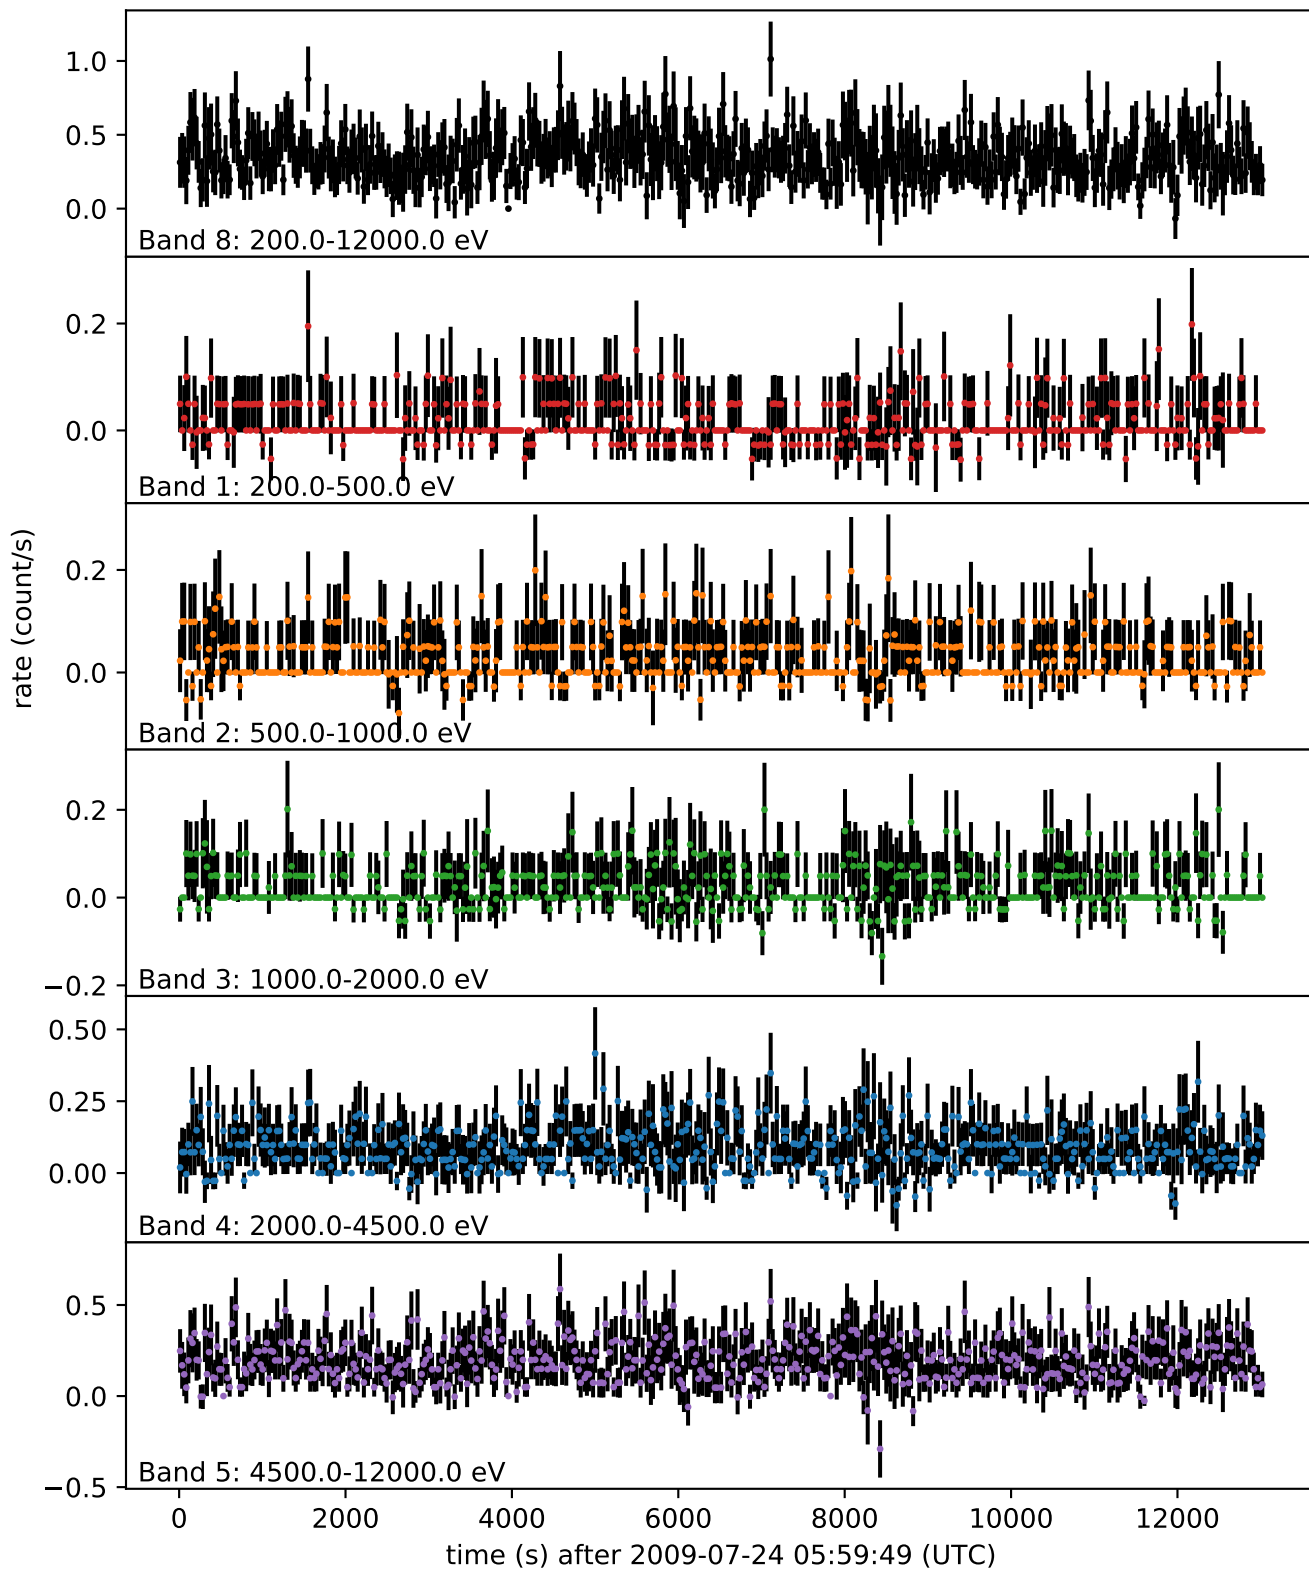 1.0
0.5
0.0
Band 8: 200.0-12000.0 eV
0.2
0.0
Band 1: 200.0-500.0 eV
0.2
0.0
Band 2: 500.0-1000.0 eV
rate (count/s)
0.2
0.0
−0.2
Band 3: 1000.0-2000.0 eV
0.50
0.25
0.00
Band 4: 2000.0-4500.0 eV
0.5
0.0
−0.5
Band 5: 4500.0-12000.0 eV
0 2000 4000 6000 8000 10000 12000
time (s) after 2009-07-24 05:59:49 (UTC)